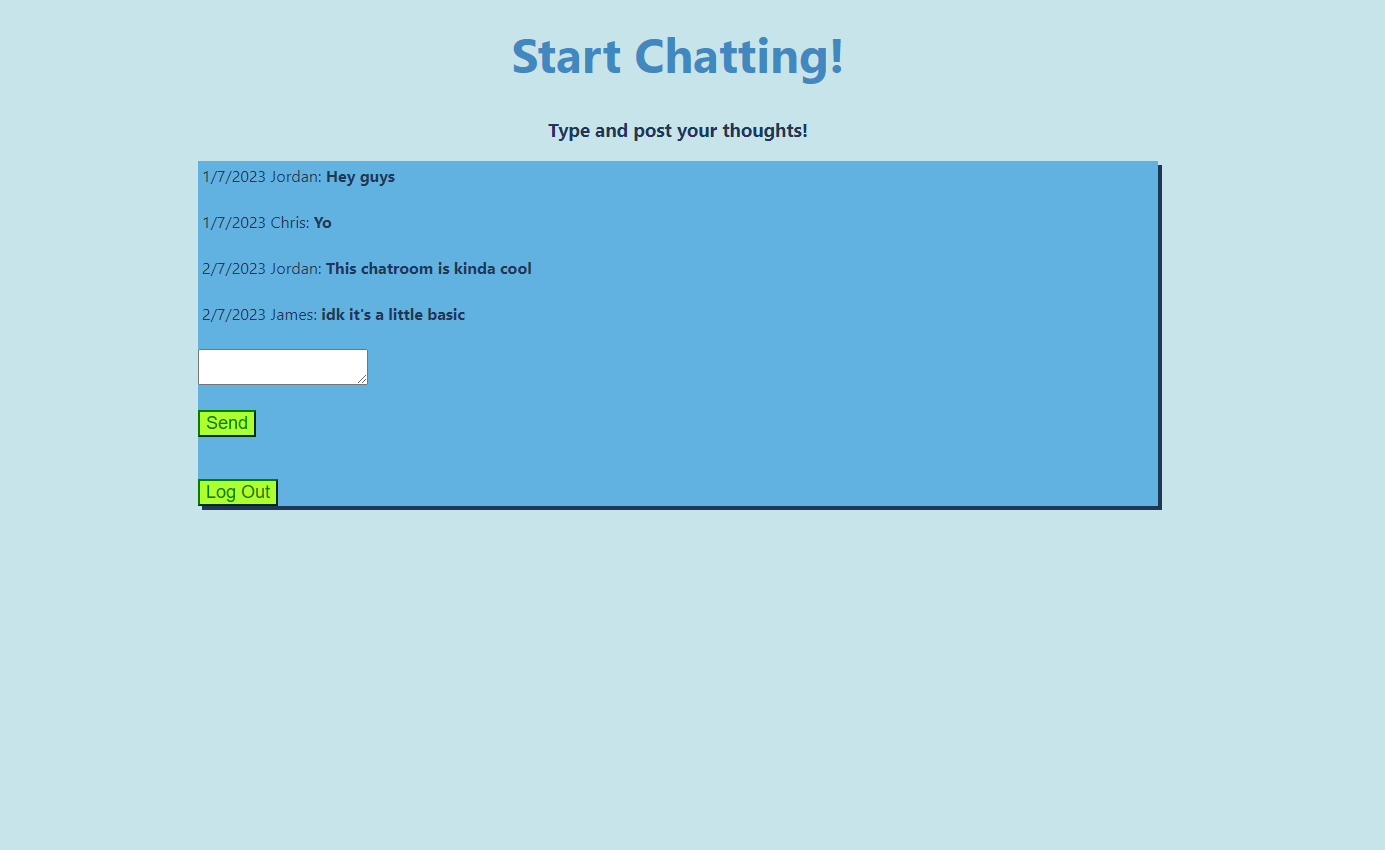 Start Chatting!
Type and post your thoughts!
1/7/2023 Jordan: Hey guys
1/7/2023 Chris: Yo
2/7/2023 Jordan: This chatroom is kinda cool
2/7/2023 James: idk it's a little basic
Send
Log Out